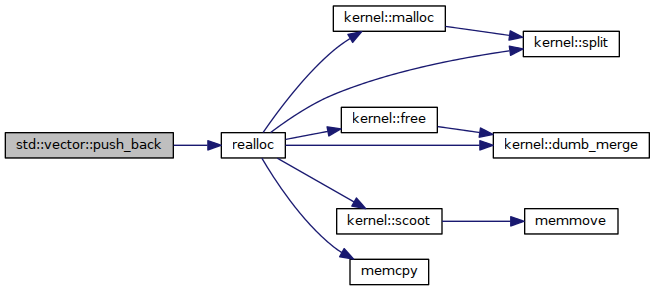 std::vector::push_back
realloc
kernel::malloc
kernel::split
kernel::free
kernel::dumb_merge
kernel::scoot
memmove
memcpy